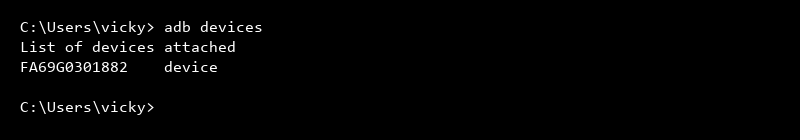 C:\Users\vicky> adb devices
List of devices attached
FA69G0301882    device
C:\Users\vicky>